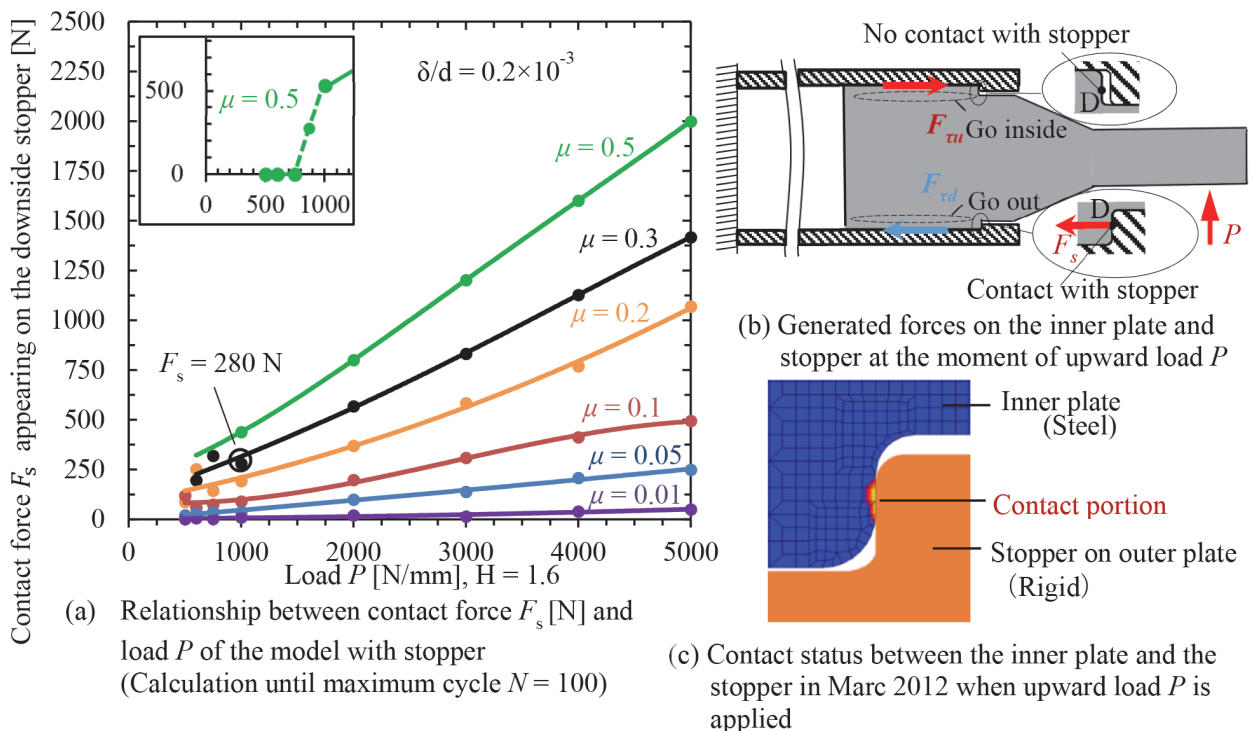 Contact force Fs appearing on the downside stopper [N]
2500
2250
2000
1750
1500
1250
1000
750
500
250
0
0
1000
2000
3000
4000
5000
Load P [N/mm], H = 1.6
500
0
0
500
1000
μ = 0.5
δ/d = 0.2×10⁻³
μ = 0.5
μ = 0.3
μ = 0.2
μ = 0.1
μ = 0.05
μ = 0.01
Fs = 280 N
(a) Relationship between contact force Fs [N] and
load P of the model with stopper
(Calculation until maximum cycle N = 100)
No contact with stopper
D
Fτu
Go inside
Fτd
Go out
D
Fs
P
Contact with stopper
(b) Generated forces on the inner plate and
stopper at the moment of upward load P
Inner plate
(Steel)
Contact portion
Stopper on outer plate
(Rigid)
(c) Contact status between the inner plate and the
stopper in Marc 2012 when upward load P is
applied